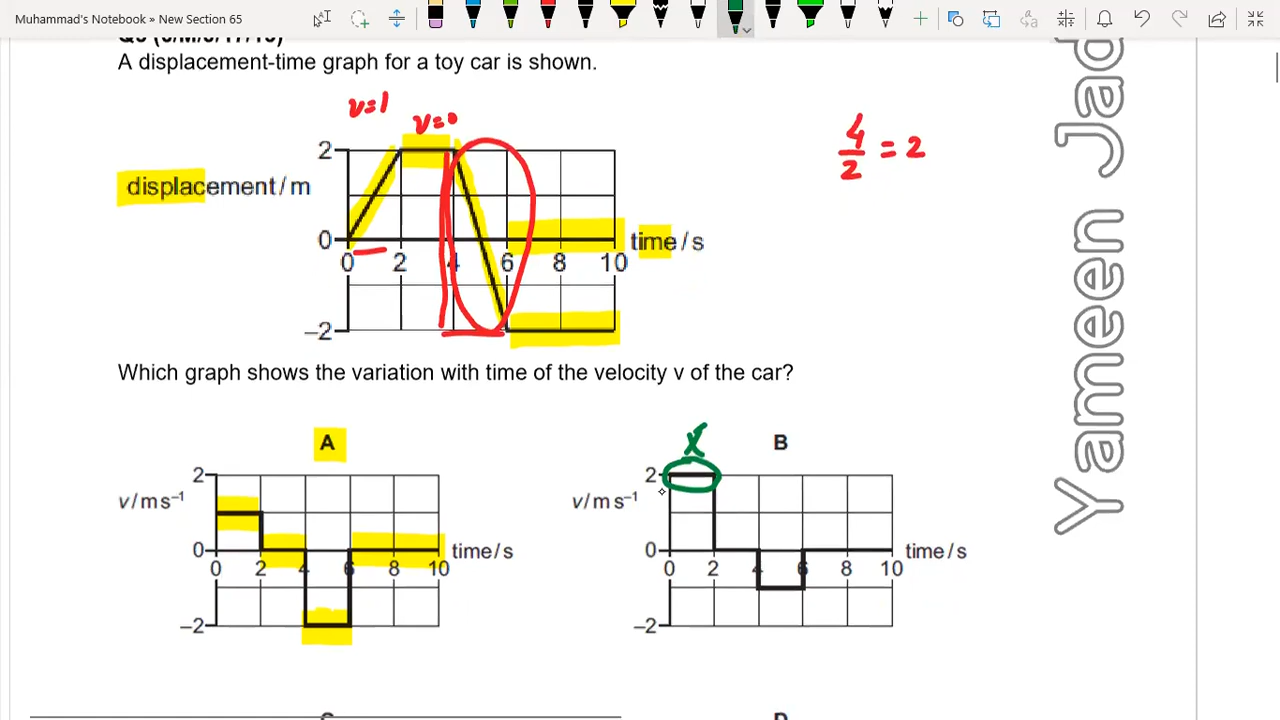 Muhammad's Notebook » New Section 65
A displacement-time graph for a toy car is shown.
v=1
v=0
4/2 = 2
2
displacement / m
0
time / s
0 2 4 6 8 10
–2
Which graph shows the variation with time of the velocity v of the car?
A
2
v / m s⁻¹
0
time / s
0 2 4 6 8 10
–2
X
B
2
v / m s⁻¹
0
time / s
0 2 4 6 8 10
–2
Yameen Jad